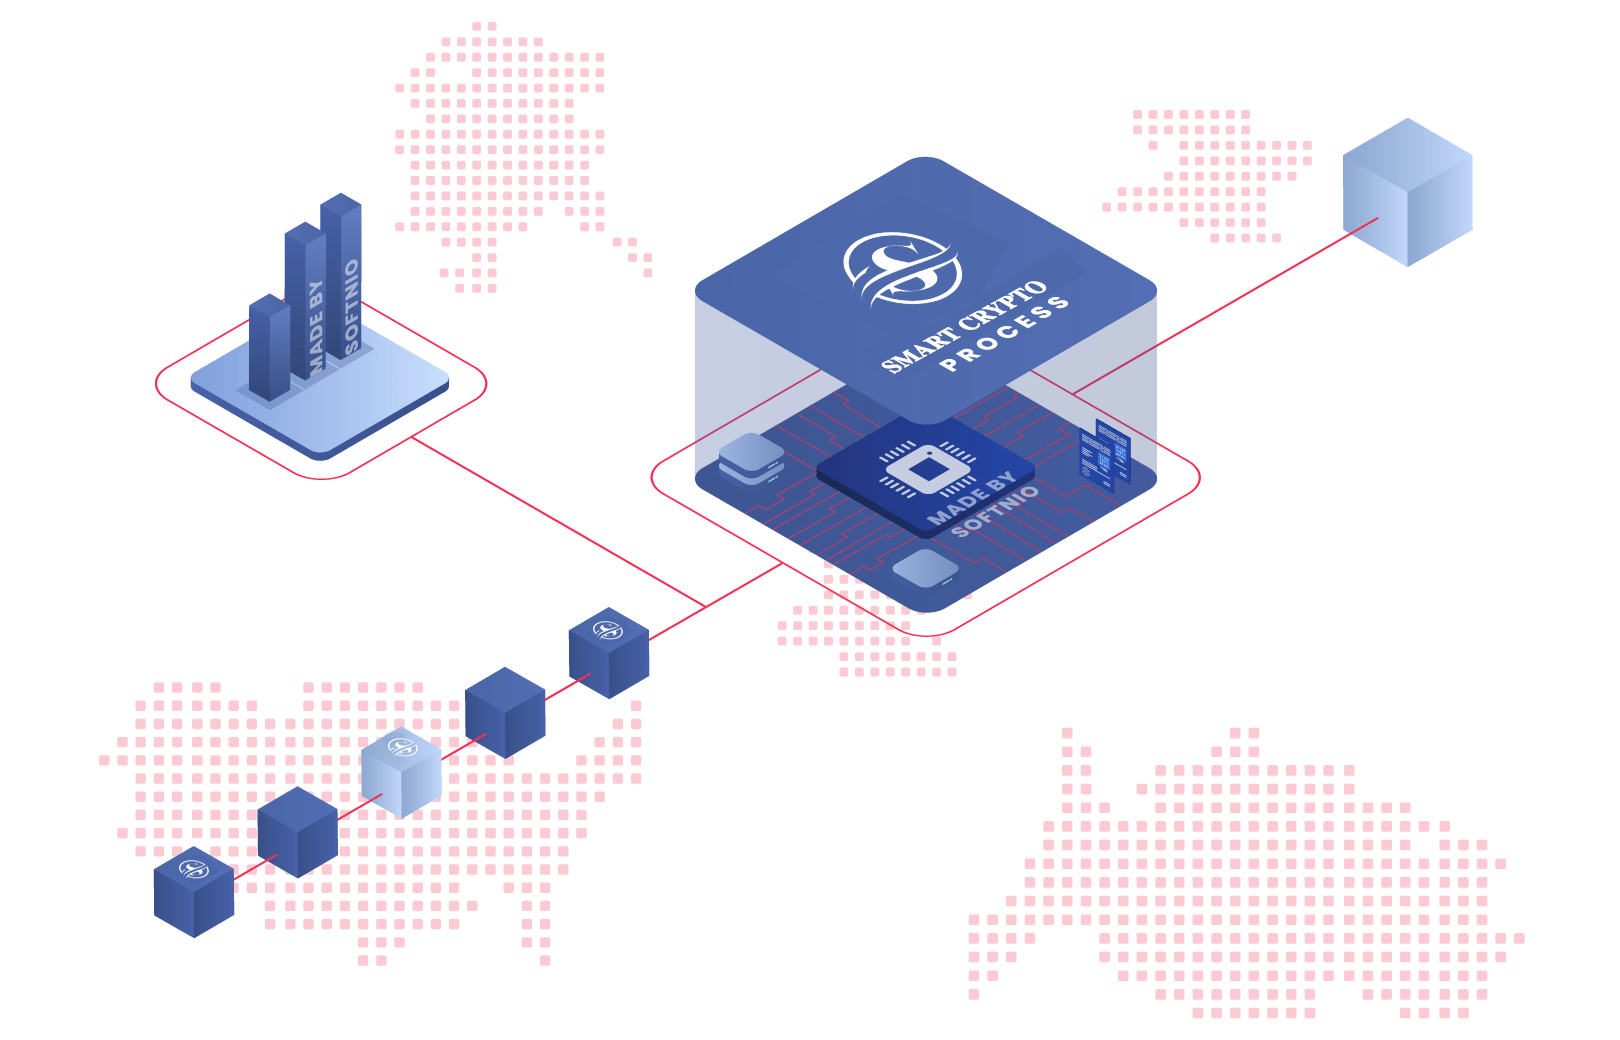 MADE BY
SOFTNIO
SMART CRYPTO
PROCESS
MADE BY
SOFTNIO